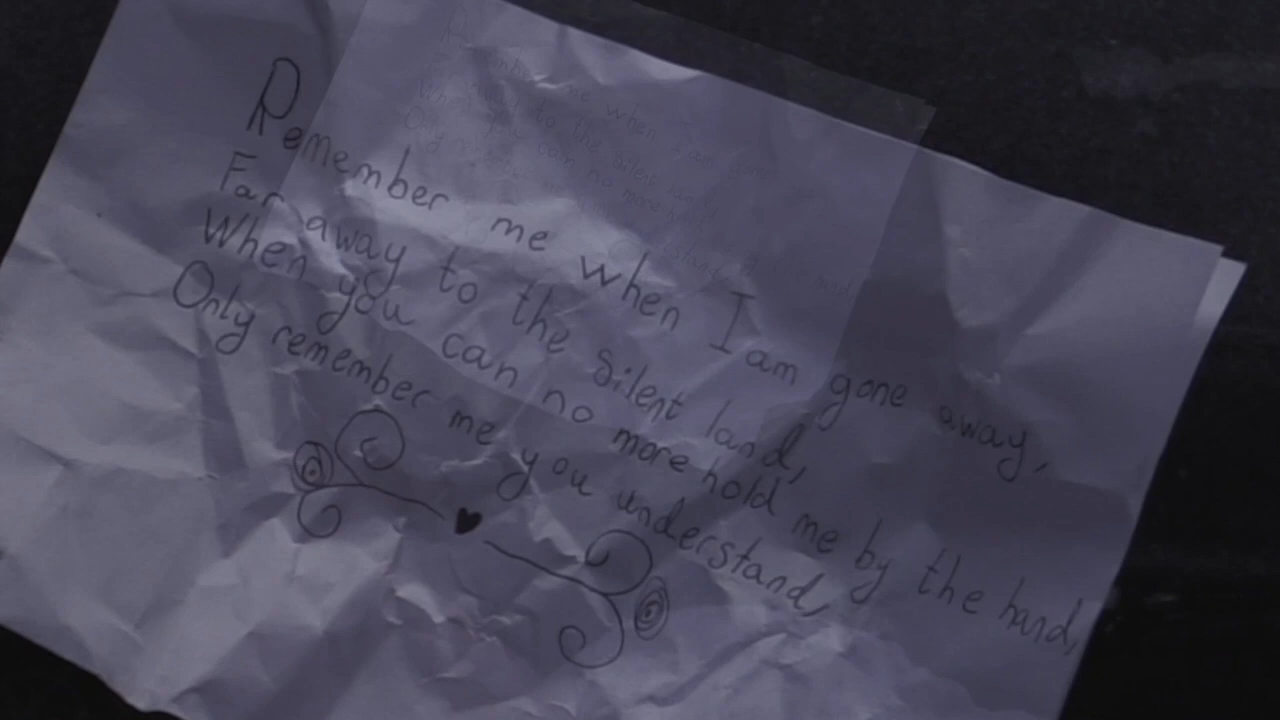 Remember me when I am gone away,
Far away to the silent land,
When you can no more hold me by the hand,
Only remember me you understand,